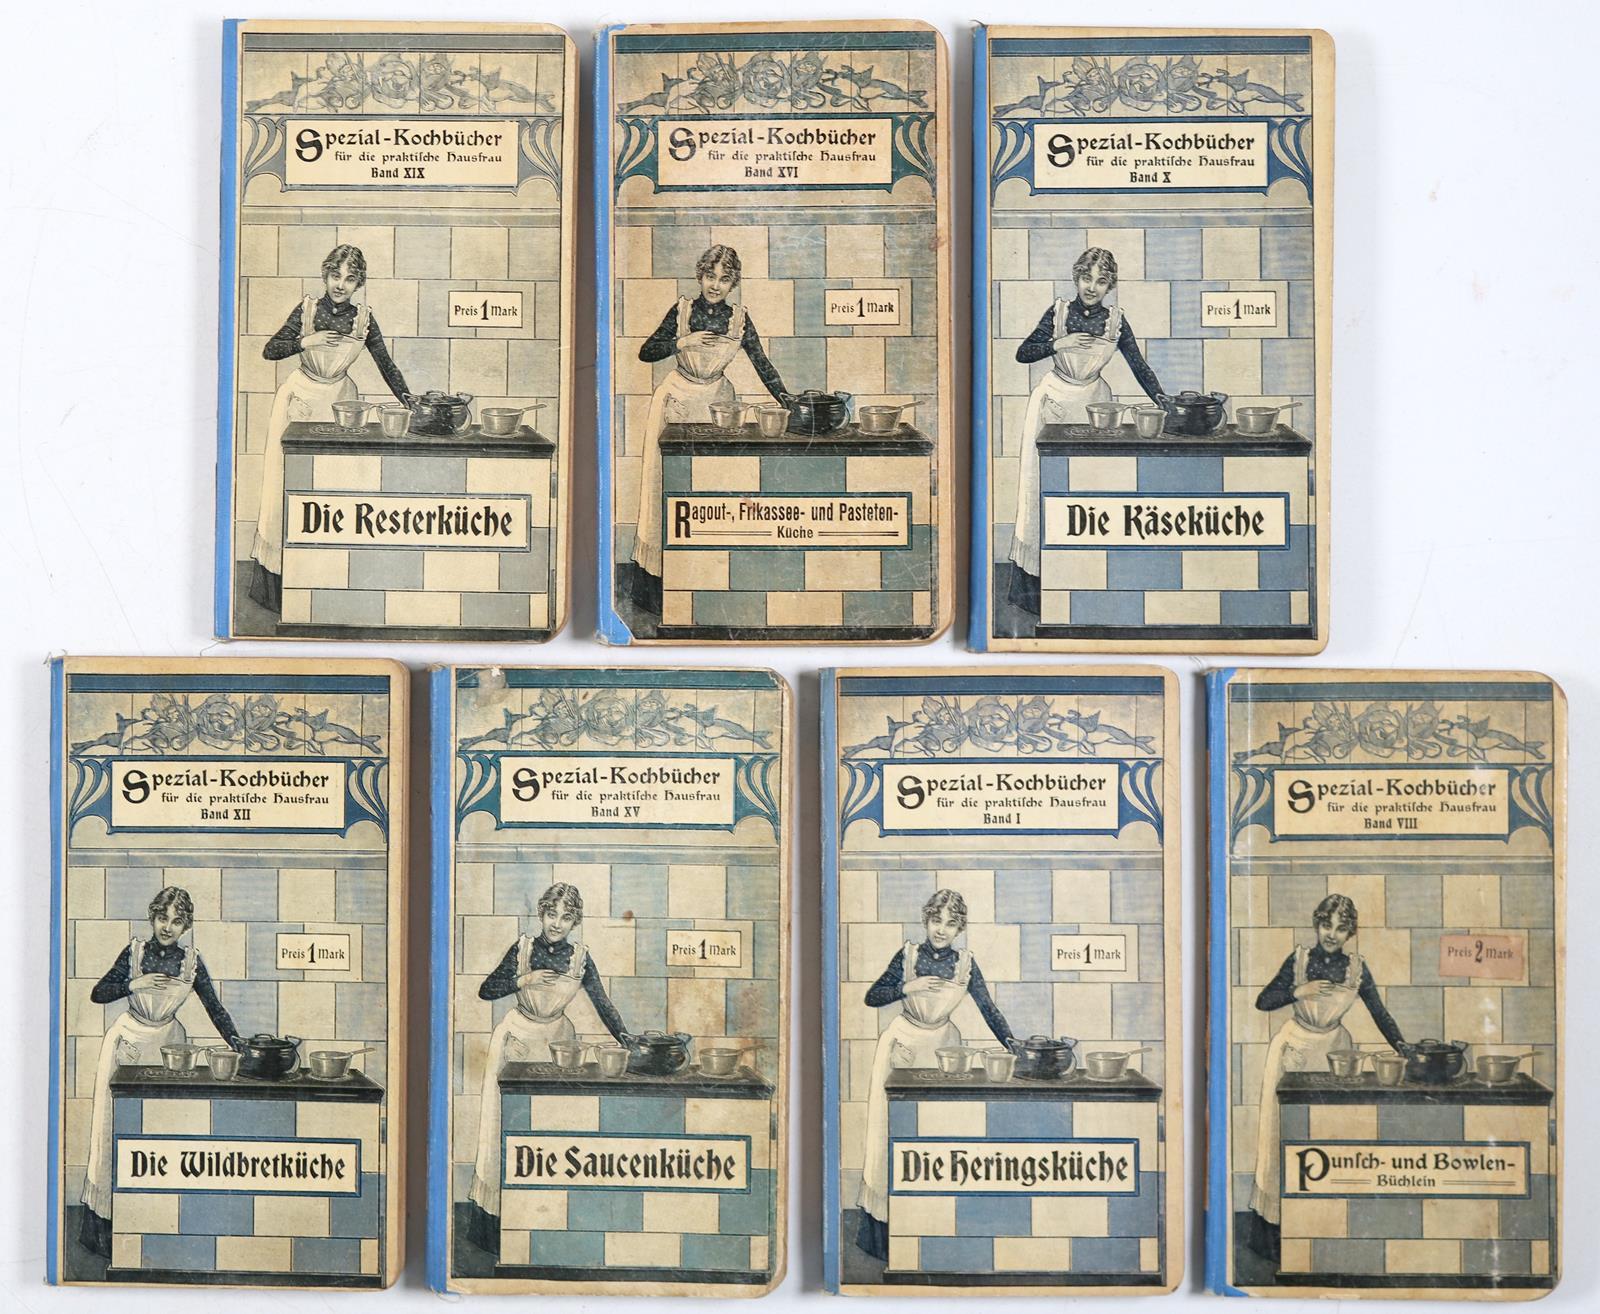 Spezial-Kochbücher
für die praktische Hausfrau
Band XIX
Preis 1 Mark
Die Resterküche
Spezial-Kochbücher
für die praktische Hausfrau
Band XVI
Preis 1 Mark
Ragout-, Frikassee- und Pasteten-
Küche
Spezial-Kochbücher
für die praktische Hausfrau
Band X
Preis 1 Mark
Die Käseküche
Spezial-Kochbücher
für die praktische Hausfrau
Band XII
Preis 1 Mark
Die Wildbretküche
Spezial-Kochbücher
für die praktische Hausfrau
Band XV
Preis 1 Mark
Die Saucenküche
Spezial-Kochbücher
für die praktische Hausfrau
Band I
Preis 1 Mark
Die Heringsküche
Spezial-Kochbücher
für die praktische Hausfrau
Band VIII
Preis 2 Mark
Punsch- und Bowlen-
Büchlein